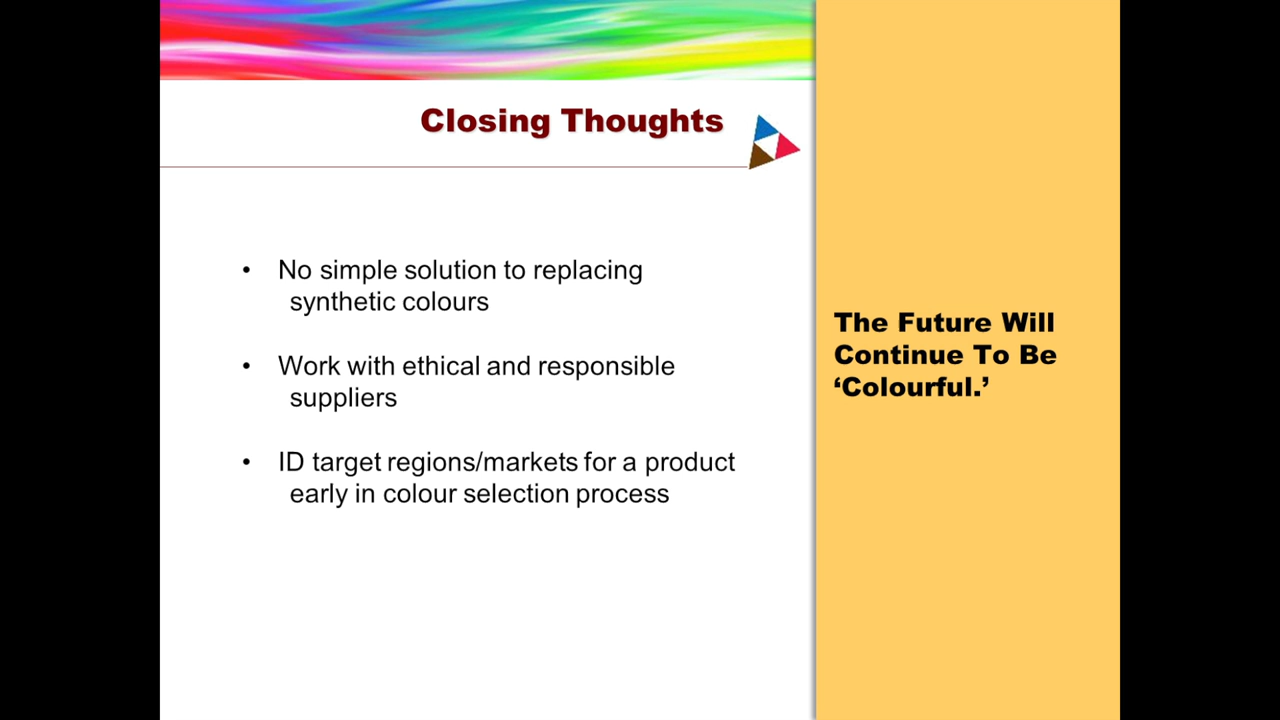 Closing Thoughts
• No simple solution to replacing
synthetic colours
• Work with ethical and responsible
suppliers
• ID target regions/markets for a product
early in colour selection process
The Future Will
Continue To Be
‘Colourful.’